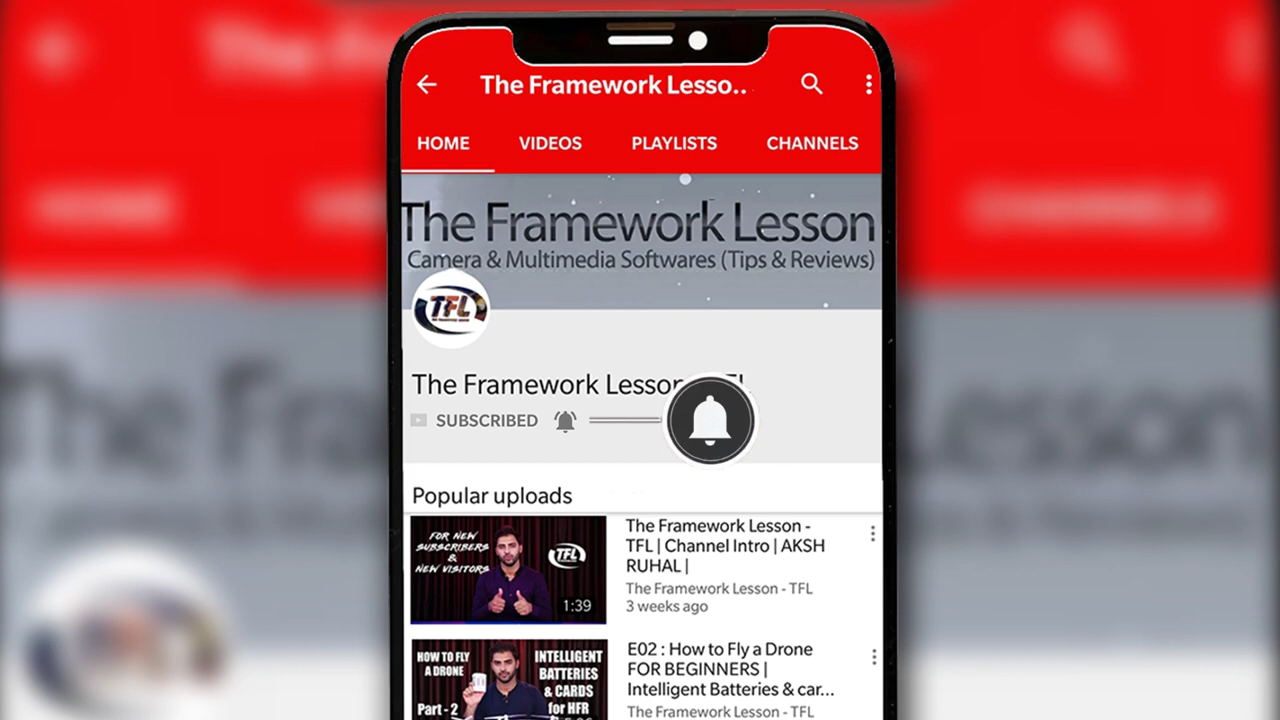 The Framework Lesso..
HOME VIDEOS PLAYLISTS CHANNELS
The Framework Lesson
Camera & Multimedia Softwares (Tips & Reviews)
TFL
The Framework Lesson
SUBSCRIBED
Popular uploads
FOR NEW
SUBSCRIBERS
&
NEW VISITORS
TFL
1:39
The Framework Lesson -
TFL | Channel Intro | AKSH
RUHAL |
The Framework Lesson - TFL
3 weeks ago
HOW TO FLY
A DRONE
Part - 2
INTELLIGENT
BATTERIES
& CARDS
for HFR
E02 : How to Fly a Drone
FOR BEGINNERS |
Intelligent Batteries & car...
The Framework Lesson - TFL